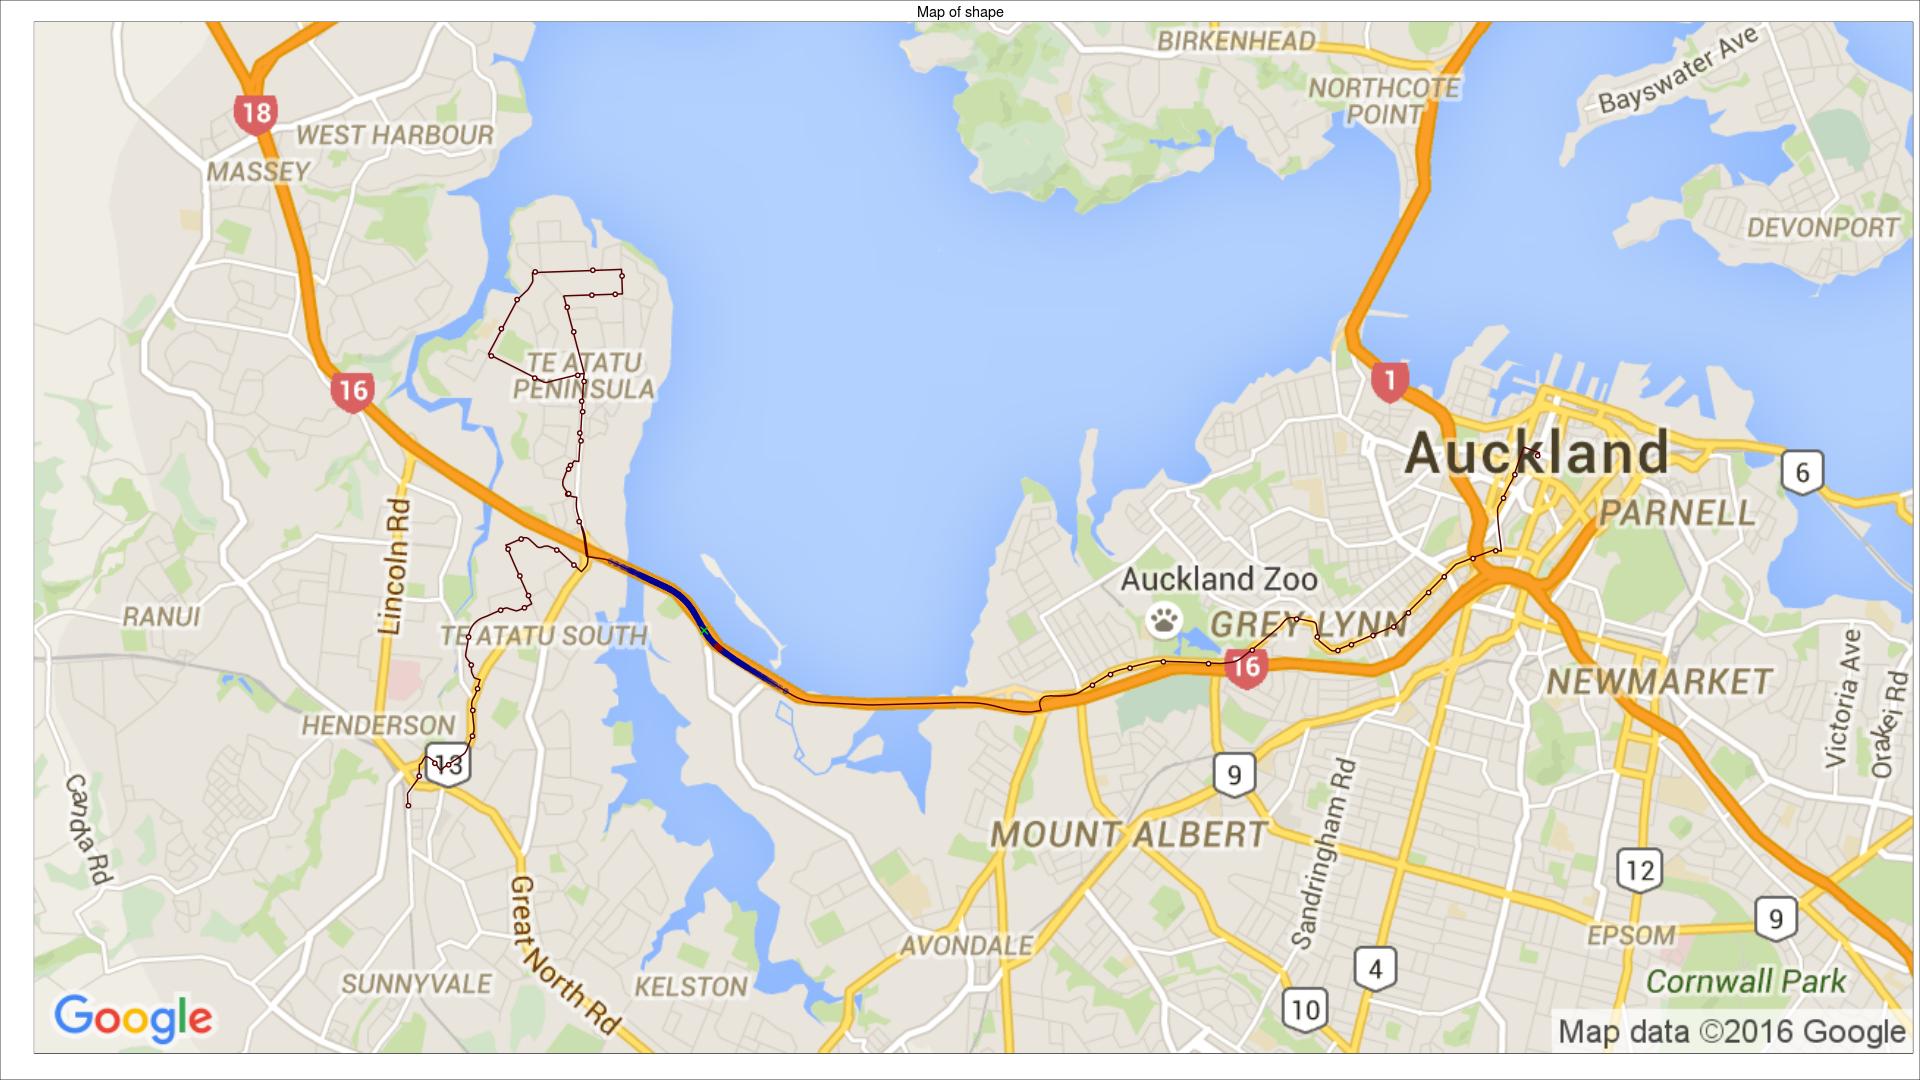 Map of shape
BIRKENHEAD
Bayswater Ave
NORTHCOTE
POINT
18
WEST HARBOUR
MASSEY
DEVONPORT
TE ATATU
PENINSULA
16
1
Auckland
6
PARNELL
Lincoln Rd
Auckland Zoo
RANUI
GREY LYNN
TE ATATU SOUTH
16
NEWMARKET
Victoria Ave
Orakei Rd
HENDERSON
13
9
Candia Rd
Sandringham Rd
MOUNT ALBERT
12
Great North Rd
9
EPSOM
AVONDALE
4
SUNNYVALE
KELSTON
Cornwall Park
10
Google
Map data ©2016 Google